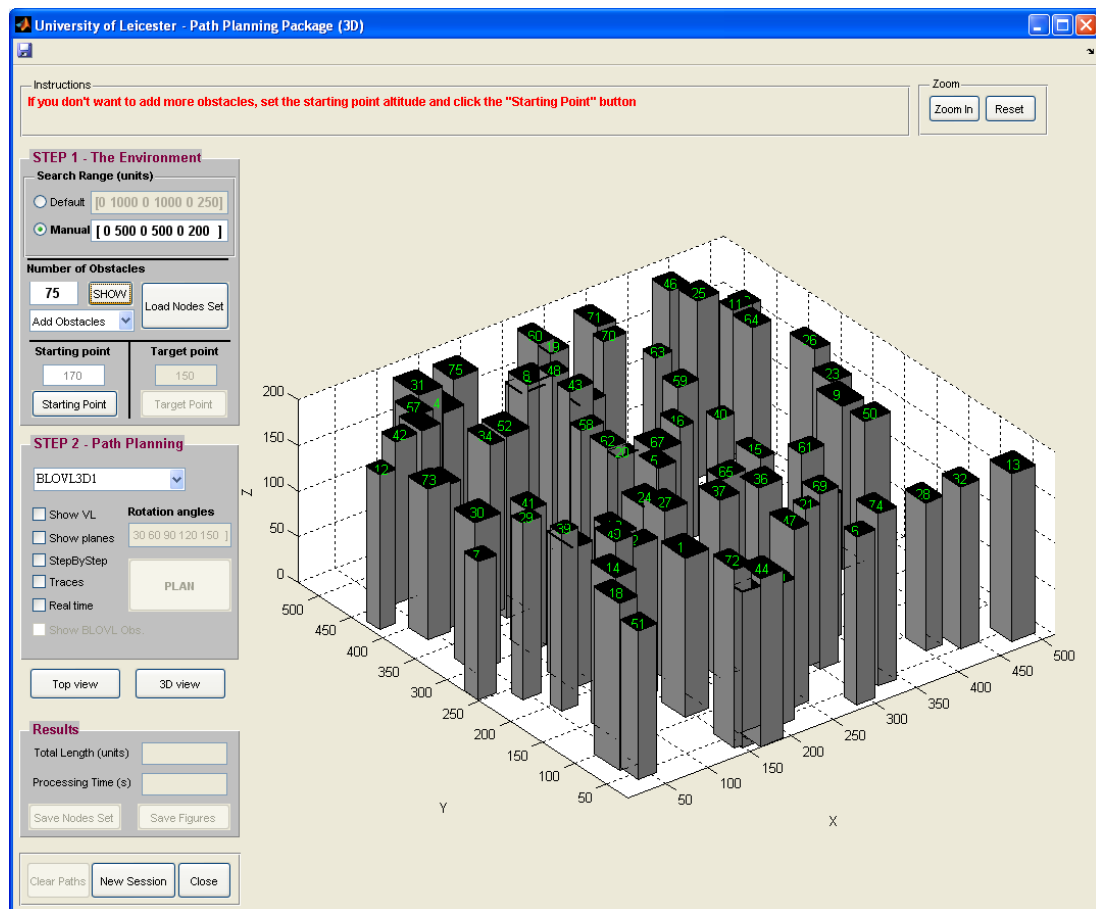 University of Leicester - Path Planning Package (3D)
Instructions
If you don't want to add more obstacles, set the starting point altitude and click the "Starting Point" button
Zoom
Zoom In
Reset
STEP 1 - The Environment
Search Range (units)
Default
[0 1000 0 1000 0 250]
Manual
[ 0 500 0 500 0 200 ]
Number of Obstacles
75
SHOW
Load Nodes Set
Add Obstacles
Starting point
Target point
170
150
Starting Point
Target Point
STEP 2 - Path Planning
BLOVL3D1
Show VL
Rotation angles
Show planes
30 60 90 120 150 ]
StepByStep
Traces
PLAN
Real time
Show BLOVL Obs.
Top view
3D view
Results
Total Length (units)
Processing Time (s)
Save Nodes Set
Save Figures
Clear Paths
New Session
Close
200
150
100
50
0
Z
500
450
400
350
300
250
200
150
100
50
Y
50
100
150
200
250
300
350
400
450
500
X
46
25
11
64
71
70
26
63
19
23
9
50
75
31
8
48
43
59
57
4
42
52
34
58
16
40
67
15
61
13
12
73
5
65
36
37
69
21
32
28
74
30
41
29
24
27
39
47
6
7
49
2
1
72
44
14
18
51